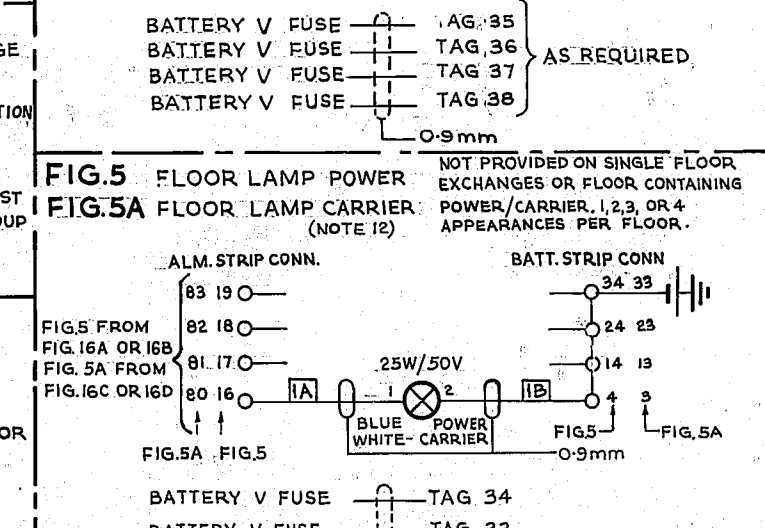 BATTERY V FUSE TAG 35
BATTERY V FUSE TAG 36
BATTERY V FUSE TAG 37
BATTERY V FUSE TAG 38
AS REQUIRED
0·9mm
FIG.5 FLOOR LAMP POWER
FIG.5A FLOOR LAMP CARRIER
(NOTE 12)
NOT PROVIDED ON SINGLE FLOOR
EXCHANGES OR FLOOR CONTAINING
POWER/CARRIER. 1,2,3, OR 4
APPEARANCES PER FLOOR.
ALM. STRIP CONN.
BATT. STRIP CONN
83 19
82 18
81 17
80 16
FIG.5 FROM
FIG. 16A OR 16B
FIG. 5A FROM
FIG.16C OR 16D
FIG.5A FIG.5
1A
25W/50V
1 2
BLUE POWER
WHITE- CARRIER
1B
34 33
24 23
14 13
4 3
FIG.5 FIG.5A
0·9mm
BATTERY V FUSE TAG 34
BATTERY V FUSE